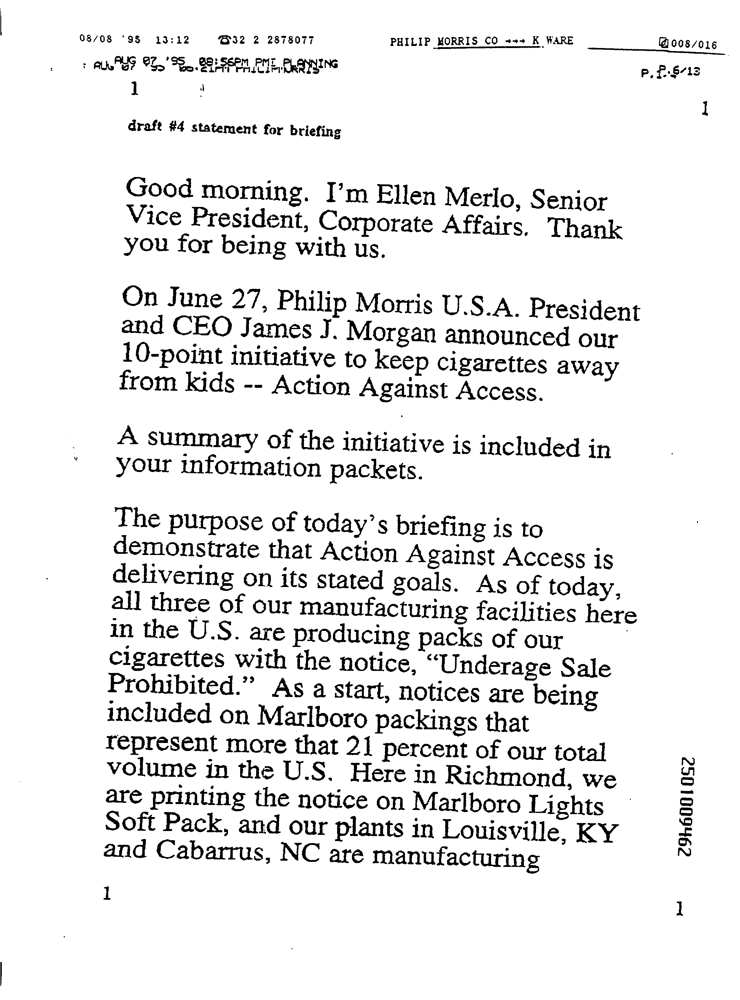 08/08 '95 13:12 ☎32 2 2878077 PHILIP MORRIS CO →→→ K WARE 008/016
P. 6/13
1
1
draft #4 statement for briefing
Good morning. I'm Ellen Merlo, Senior
Vice President, Corporate Affairs. Thank
you for being with us.
On June 27, Philip Morris U.S.A. President
and CEO James J. Morgan announced our
10-point initiative to keep cigarettes away
from kids -- Action Against Access.
A summary of the initiative is included in
your information packets.
The purpose of today's briefing is to
demonstrate that Action Against Access is
delivering on its stated goals. As of today,
all three of our manufacturing facilities here
in the U.S. are producing packs of our
cigarettes with the notice, "Underage Sale
Prohibited." As a start, notices are being
included on Marlboro packings that
represent more that 21 percent of our total
volume in the U.S. Here in Richmond, we
are printing the notice on Marlboro Lights
Soft Pack, and our plants in Louisville, KY
and Cabarrus, NC are manufacturing
2501009462
1
1